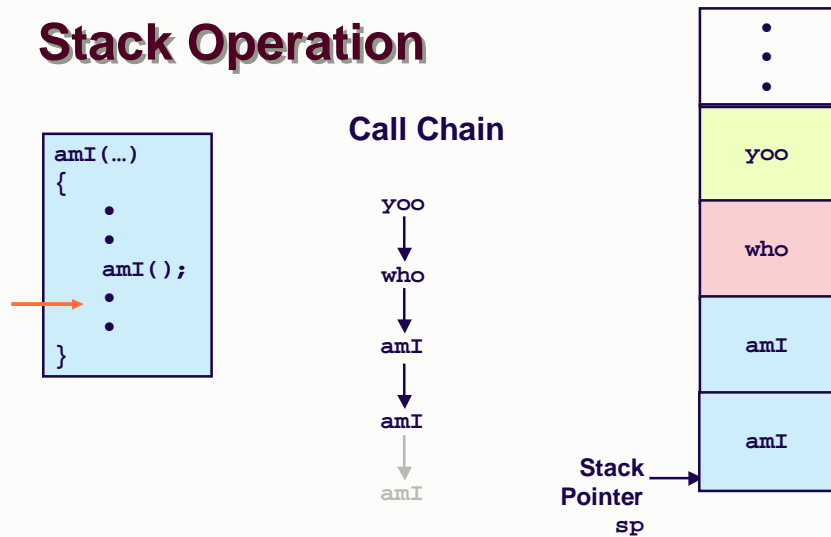 Stack Operation
amI(…)
{
•
•
amI();
•
•
}
Call Chain
yoo
who
amI
amI
amI
•
•
•
yoo
who
amI
amI
Stack
Pointer
sp